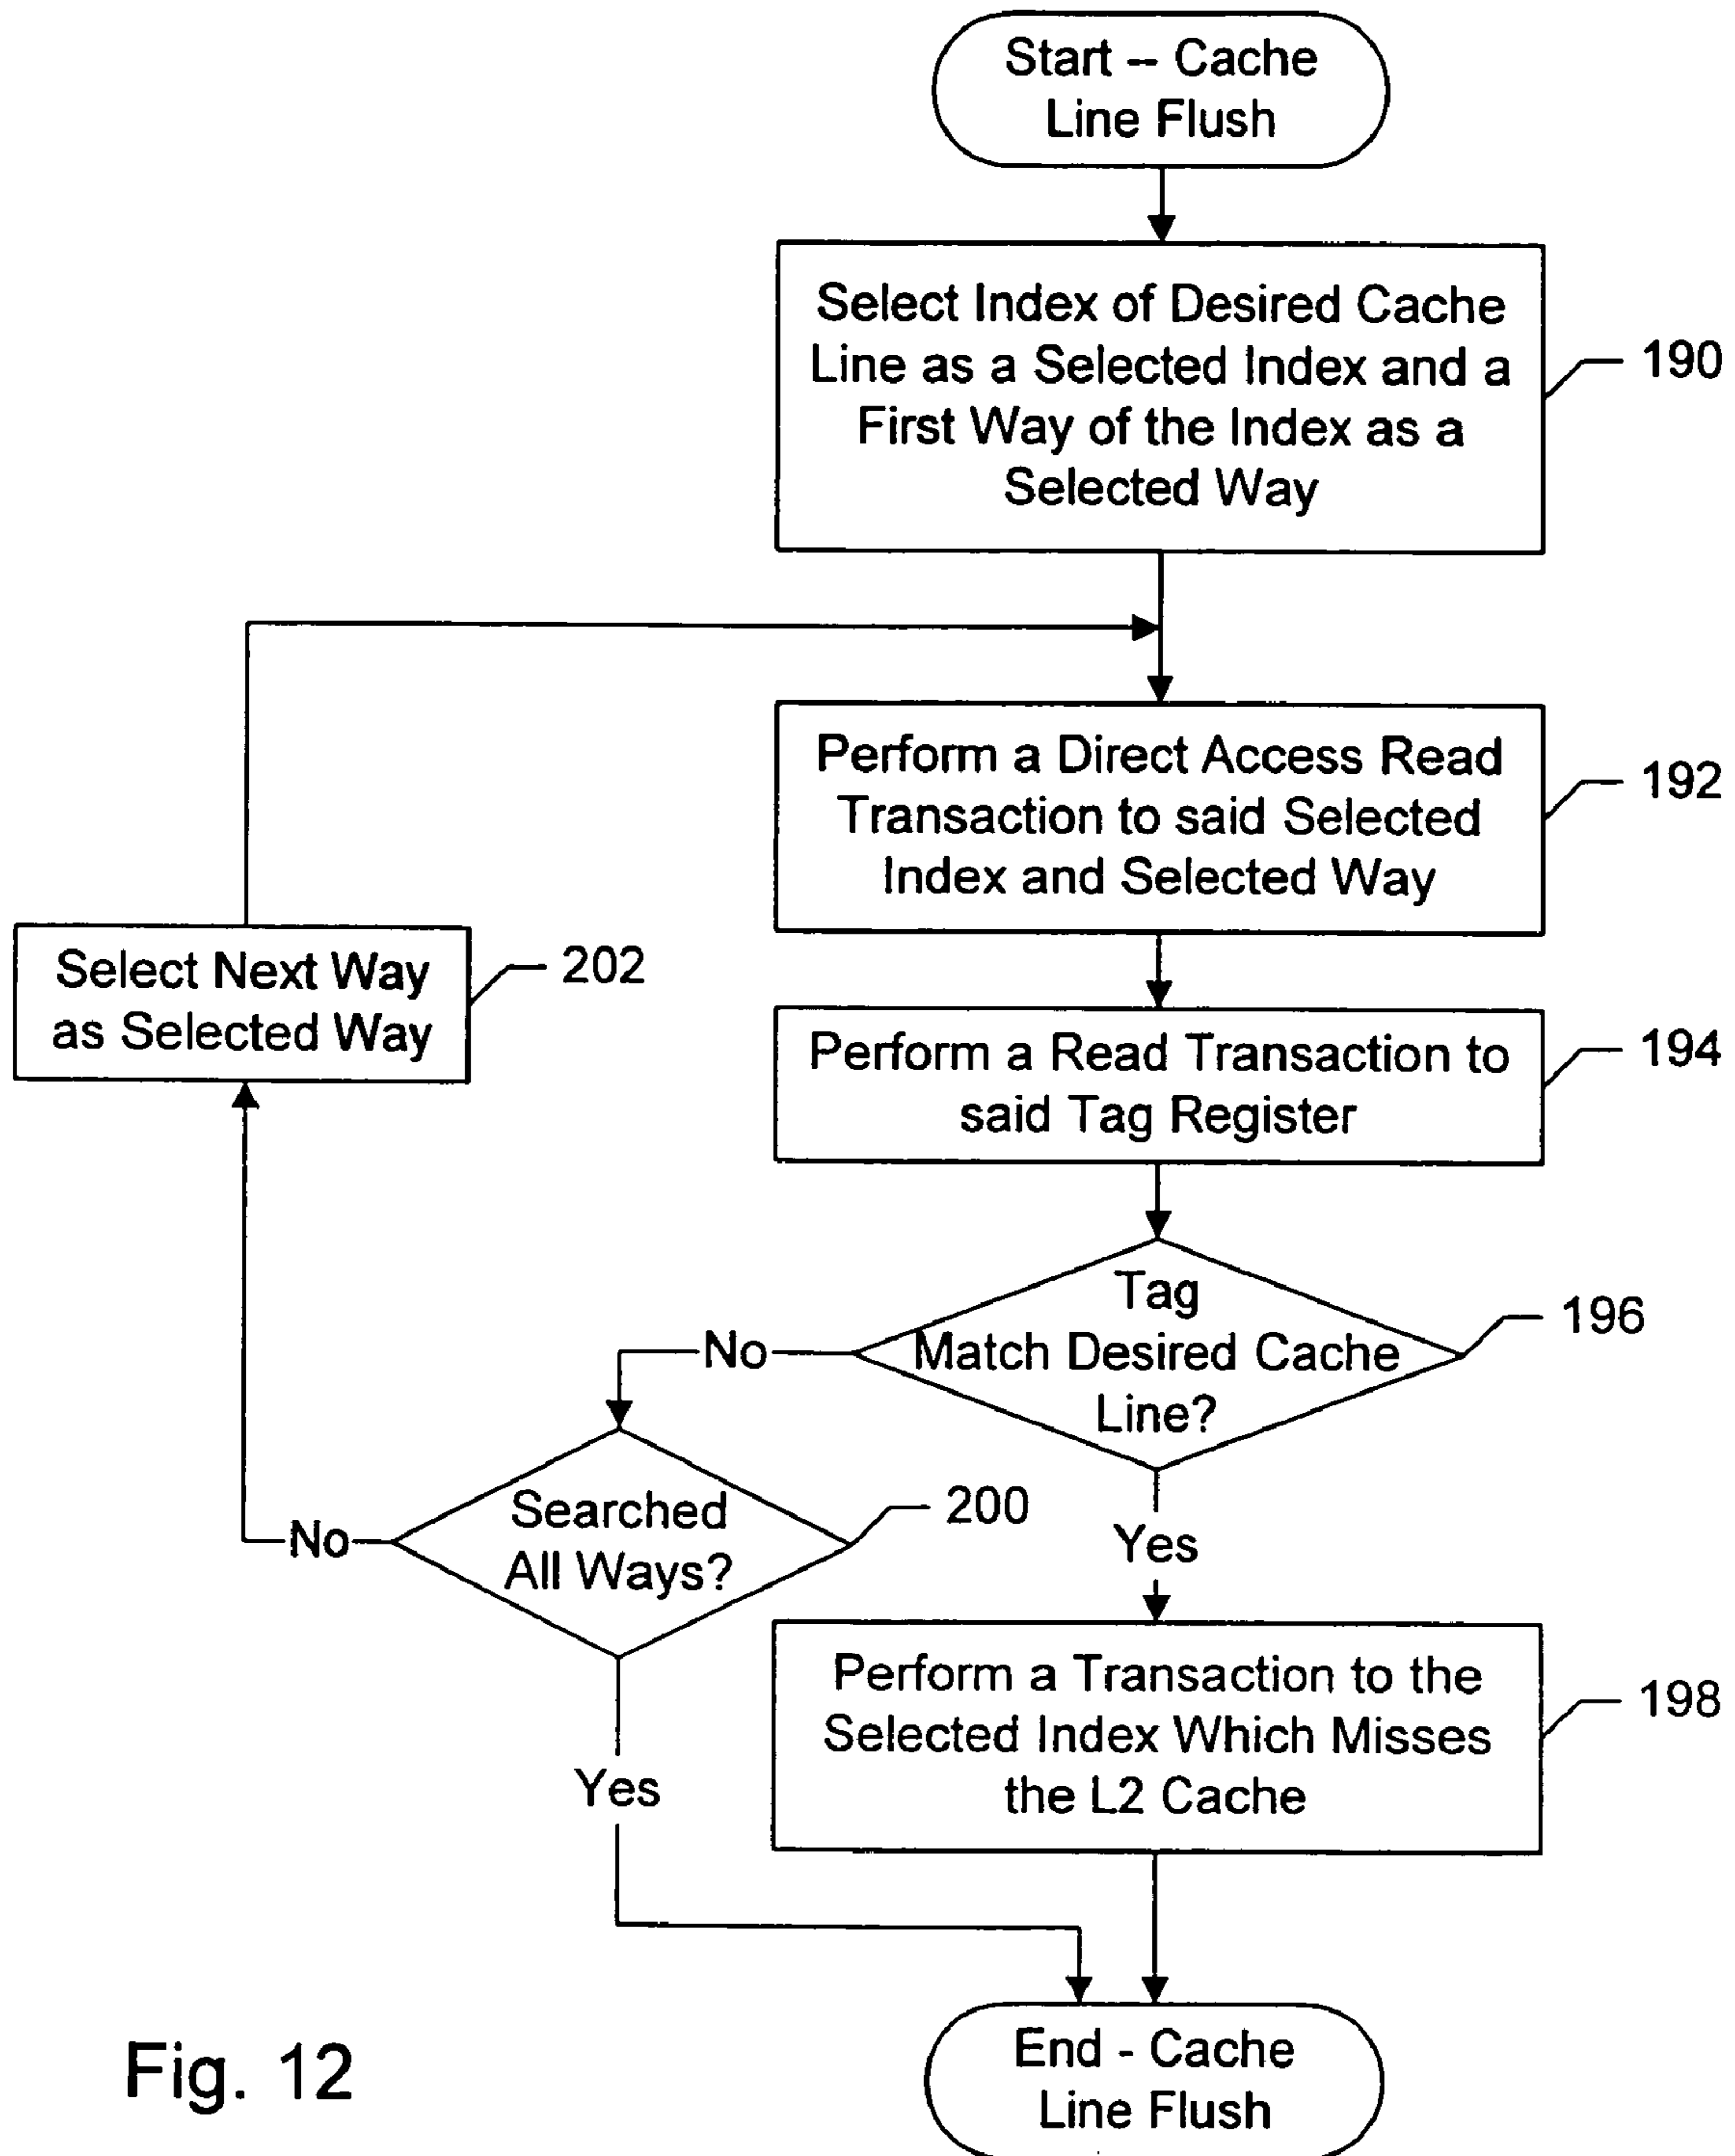 Start -- Cache
Line Flush
Select Index of Desired Cache
Line as a Selected Index and a
First Way of the Index as a
Selected Way
190
Perform a Direct Access Read
Transaction to said Selected
Index and Selected Way
192
Select Next Way
as Selected Way
202
Perform a Read Transaction to
said Tag Register
194
Tag
Match Desired Cache
Line?
196
No
Searched
All Ways?
200
No
Yes
Yes
Perform a Transaction to the
Selected Index Which Misses
the L2 Cache
198
End - Cache
Line Flush
Fig. 12